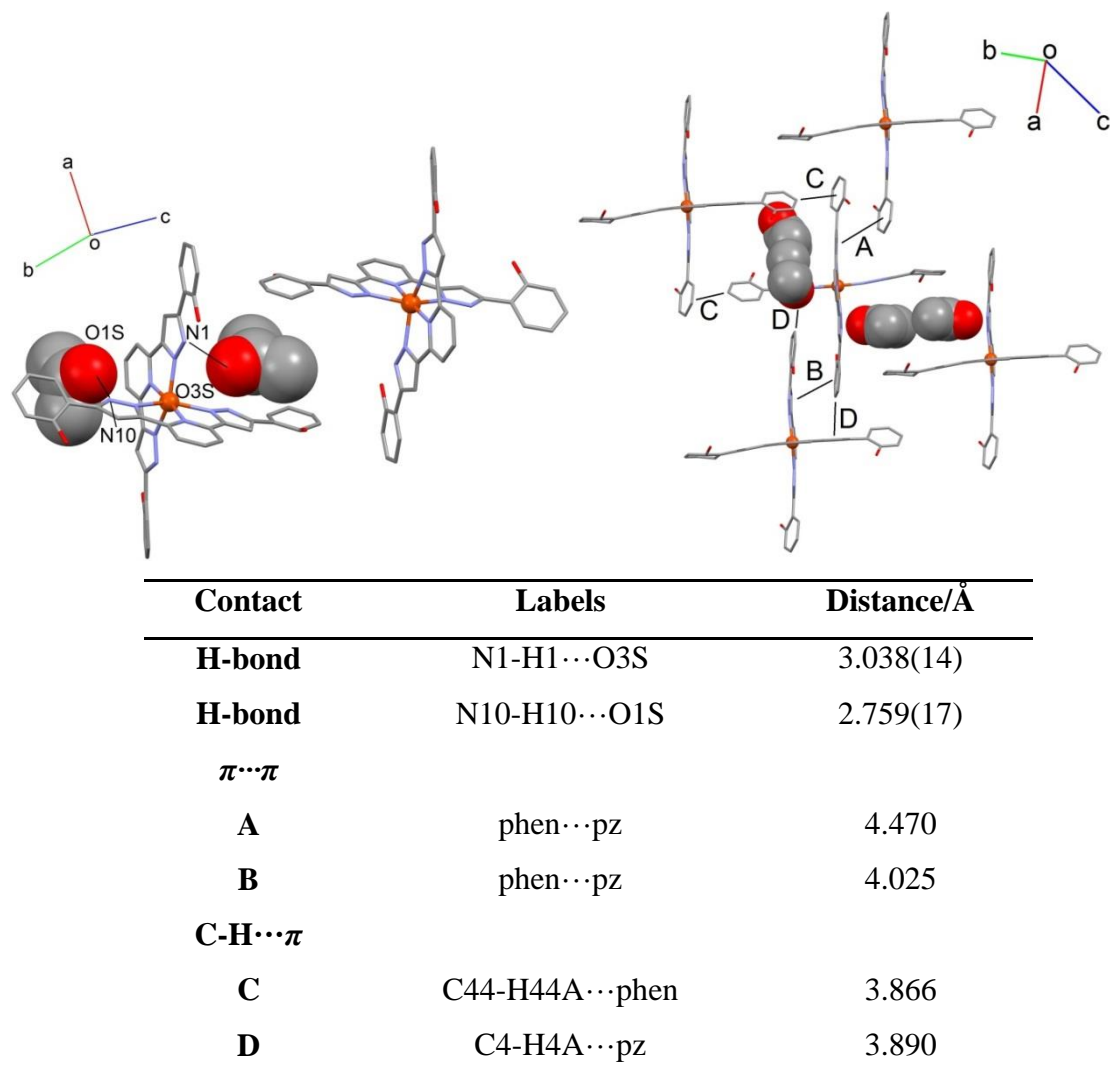 a
c
o
b
O1S
N1
O3S
N10
b
o
a
c
C
A
C
D
B
D
Contact Labels Distance/Å
H-bond N1-H1⋯O3S 3.038(14)
H-bond N10-H10⋯O1S 2.759(17)
π⋯π
A phen⋯pz 4.470
B phen⋯pz 4.025
C-H⋯π
C C44-H44A⋯phen 3.866
D C4-H4A⋯pz 3.890